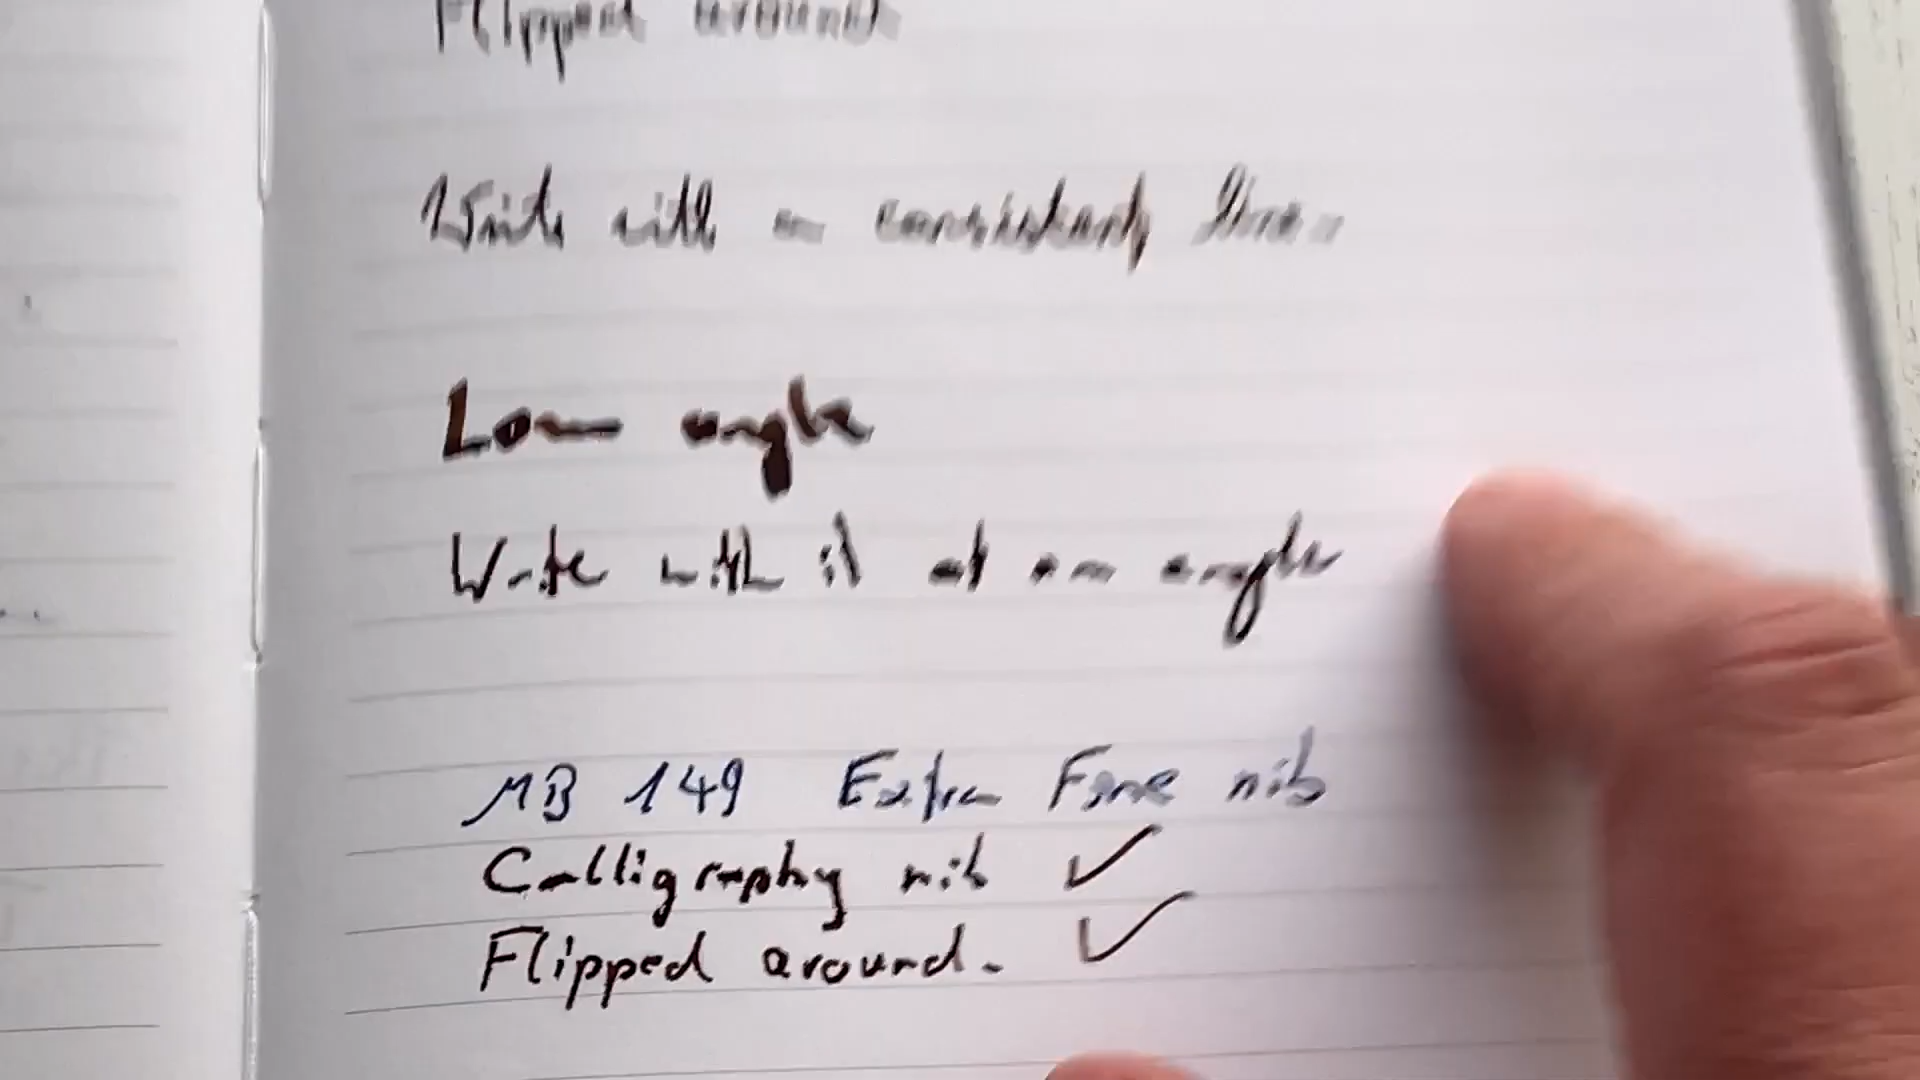 Flipped around
Write with a consistent
Low angle
Write with it at an angle
MB 149 Extra Fine nib
Calligraphy nib ✓
Flipped around. ✓